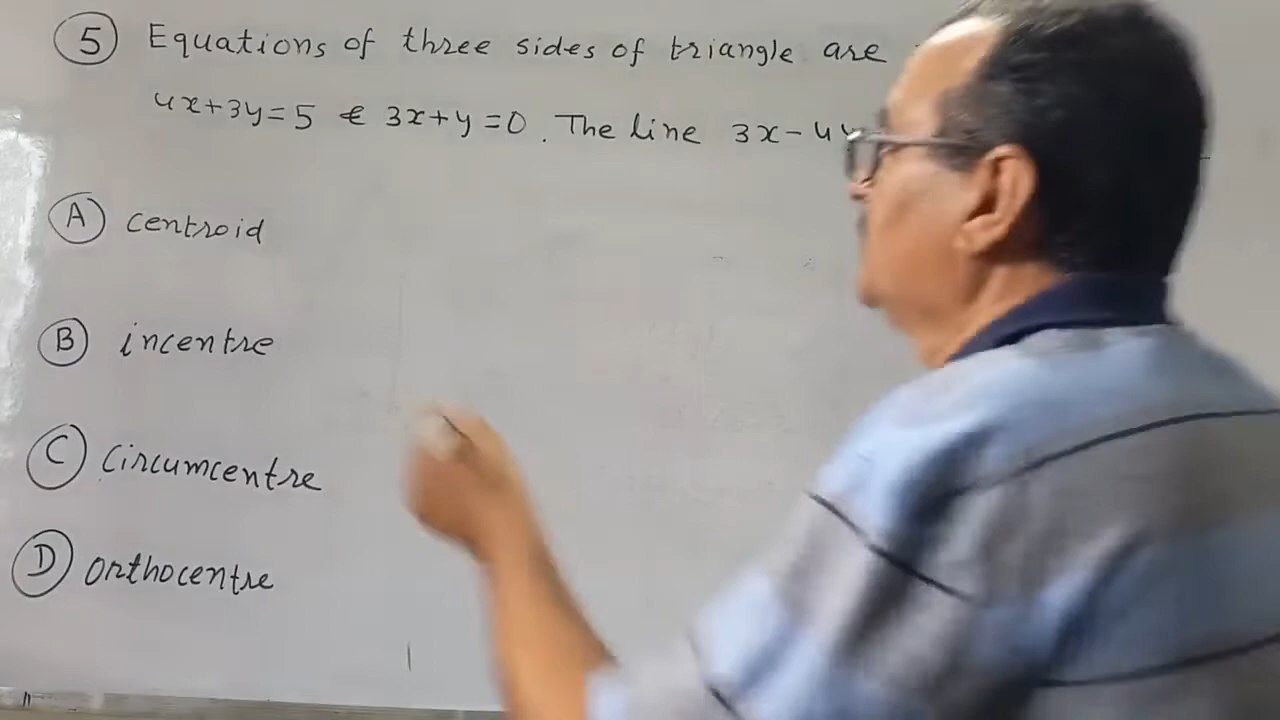 5 Equations of three sides of triangle are
4x+3y=5 & 3x+y=0. The line 3x-4y
A centroid
B incentre
C circumcentre
D orthocentre